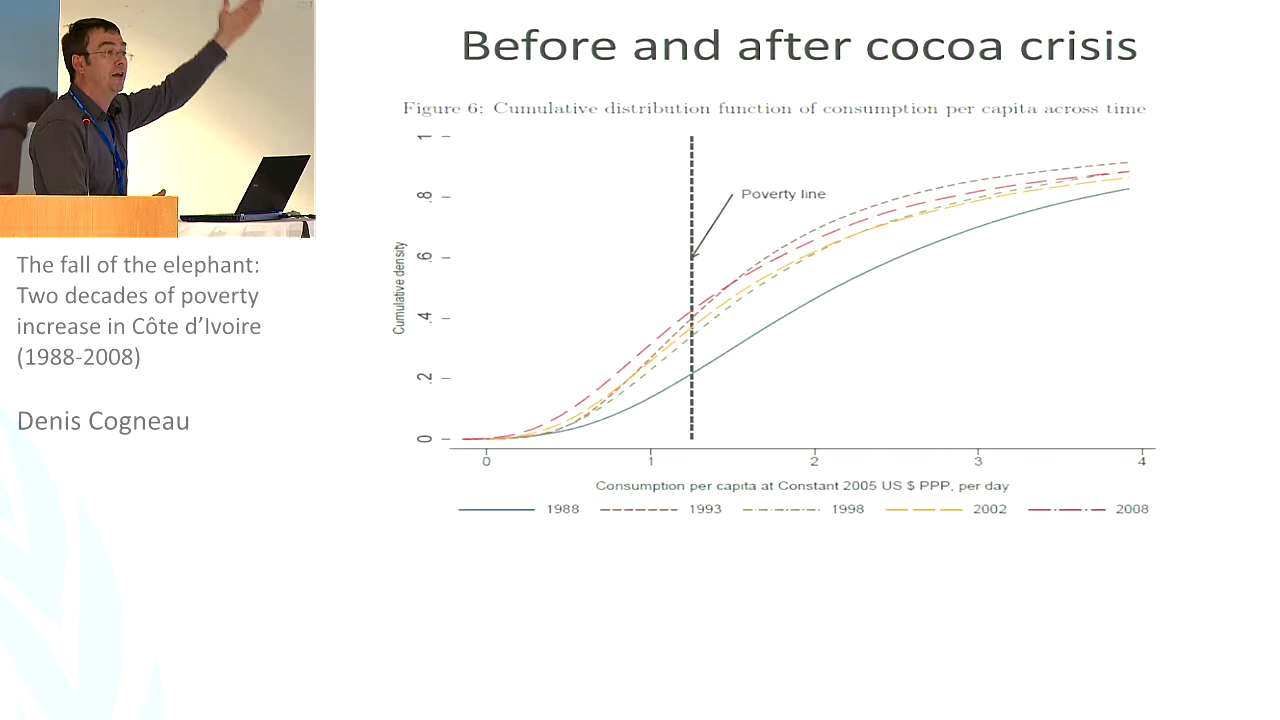 Before and after cocoa crisis
Figure 6: Cumulative distribution function of consumption per capita across time
1
.8
.6
.4
.2
0
Cumulative density
Poverty line
0 1 2 3 4
Consumption per capita at Constant 2005 US $ PPP, per day
1988 1993 1998 2002 2008
The fall of the elephant:
Two decades of poverty
increase in Côte d’Ivoire
(1988-2008)
Denis Cogneau